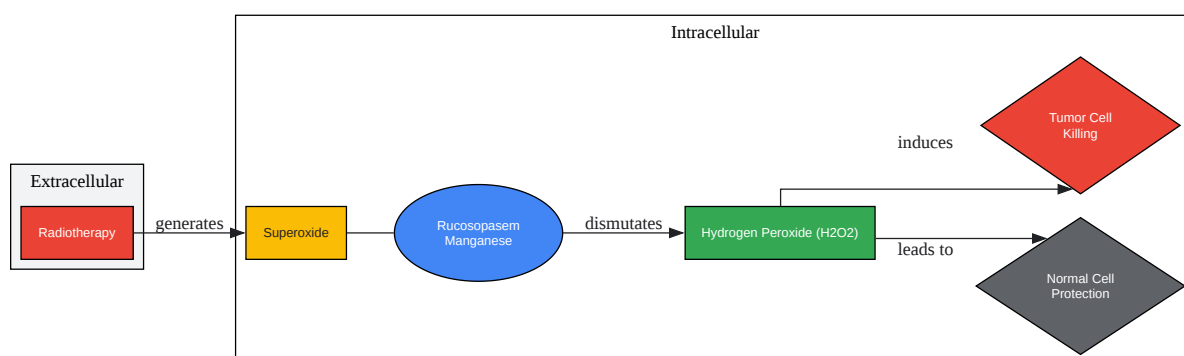 Intracellular
Tumor Cell
Killing
induces
Extracellular
Radiotherapy
generates
Superoxide
Rucosopasem
Manganese
dismutates
Hydrogen Peroxide (H2O2)
leads to
Normal Cell
Protection